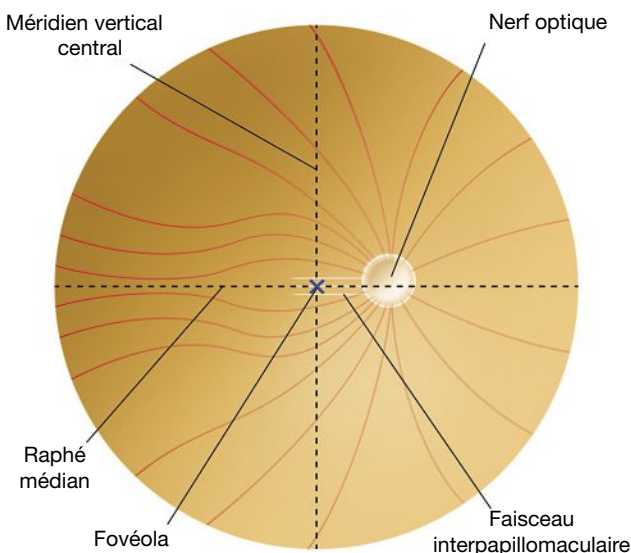 Méridien vertical
central
Nerf optique
Raphé
médian
Fovéola
Faisceau
interpapillomaculaire